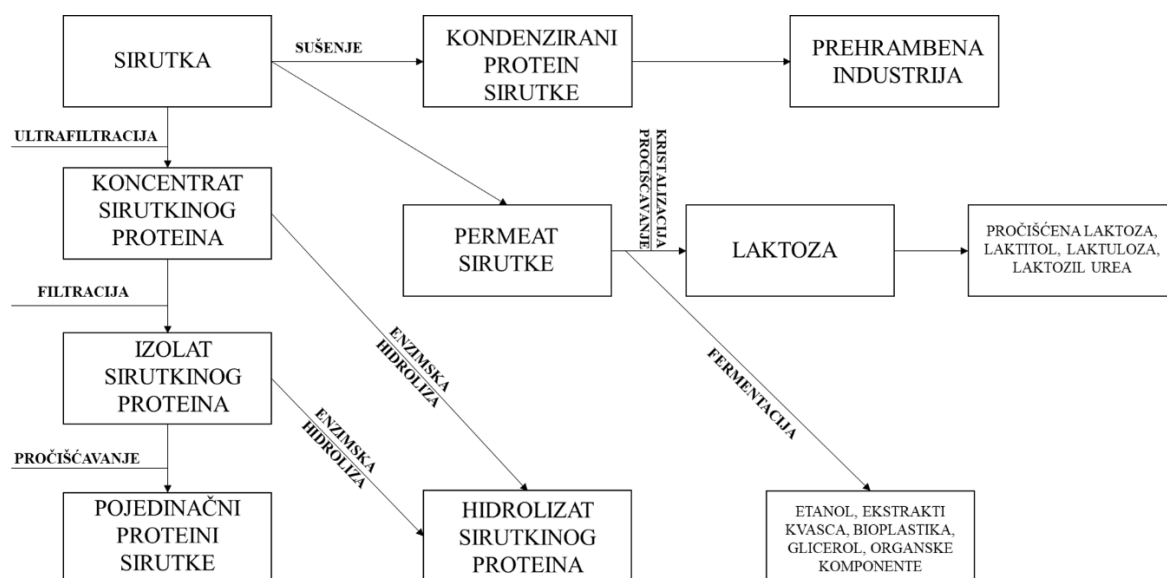 SIRUTKA
SUŠENJE
KONDENZIRANI
PROTEIN
SIRUTKE
PREHRAMBENA
INDUSTRIJA
ULTRAFILTRACIJA
KONCENTRAT
SIRUTKINOG
PROTEINA
PERMEAT
SIRUTKE
KRISTALIZACIJA
PROČIŠĆAVANJE
LAKTOZA
PROČIŠĆENA LAKTOZA,
LAKTITOL, LAKTULOZA,
LAKTOZIL UREA
FILTRACIJA
IZOLAT
SIRUTKINOG
PROTEINA
ENZIMSKA
HIDROLIZA
ENZIMSKA
HIDROLIZA
FERMENTACIJA
PROČIŠĆAVANJE
POJEDINAČNI
PROTEINI
SIRUTKE
HIDROLIZAT
SIRUTKINOG
PROTEINA
ETANOL, EKSTRAKTI
KVASCA, BIOPLASTIKA,
GLICEROL, ORGANSKE
KOMPONENTE